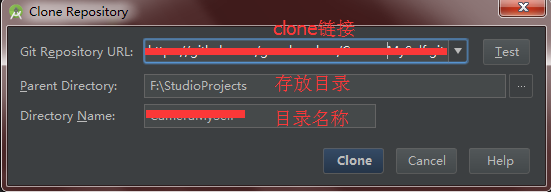 Clone Repository
clone链接
Git Repository URL:
Test
Parent Directory: F:\StudioProjects 存放目录 ...
Directory Name: 目录名称
Clone Cancel Help